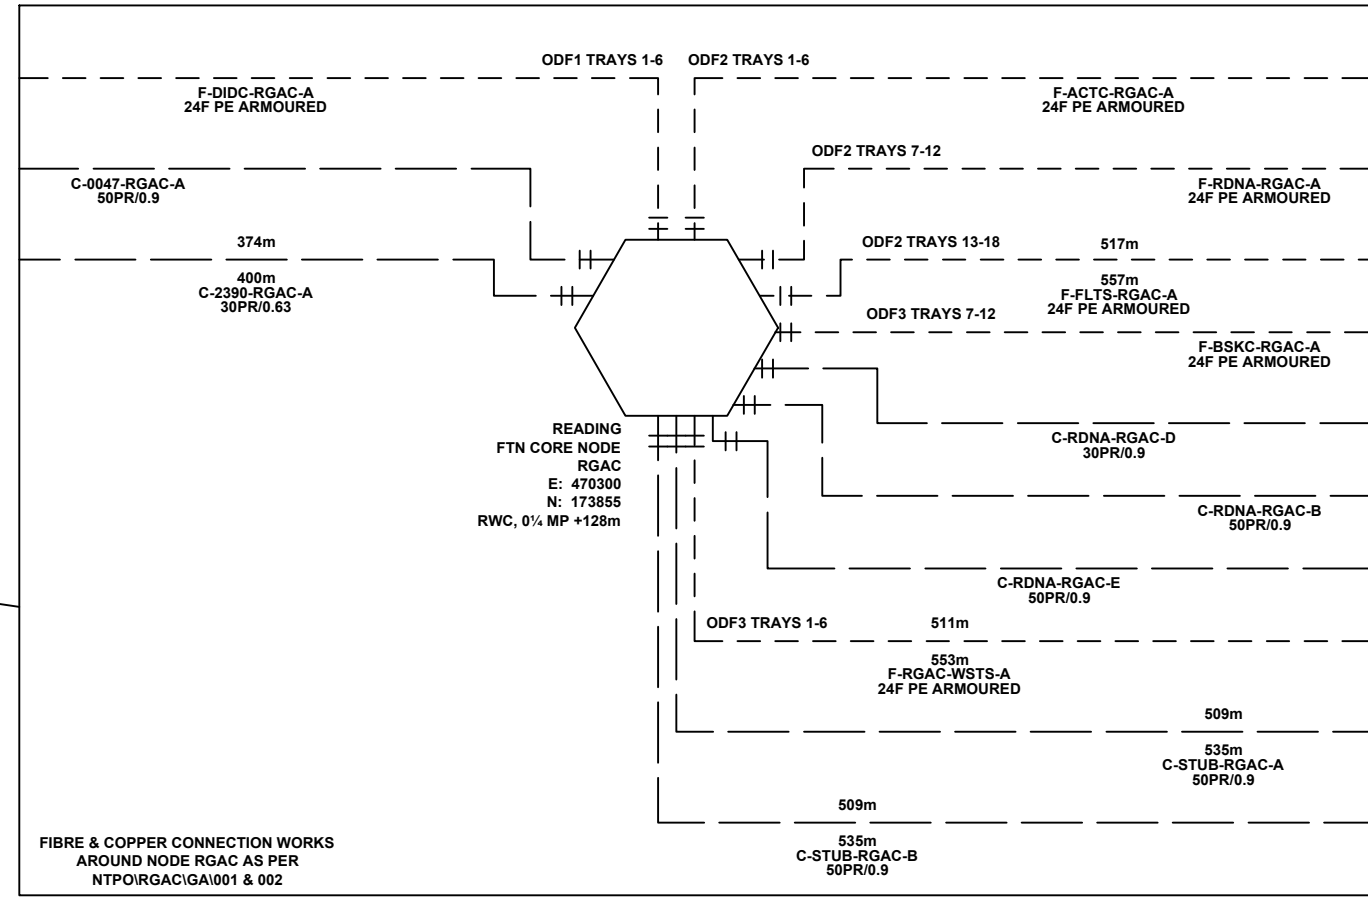 ODF1 TRAYS 1-6
ODF2 TRAYS 1-6
F-DIDC-RGAC-A
24F PE ARMOURED
F-ACTC-RGAC-A
24F PE ARMOURED
ODF2 TRAYS 7-12
C-0047-RGAC-A
50PR/0.9
F-RDNA-RGAC-A
24F PE ARMOURED
374m
ODF2 TRAYS 13-18
517m
400m
C-2390-RGAC-A
30PR/0.63
557m
F-FLTS-RGAC-A
24F PE ARMOURED
ODF3 TRAYS 7-12
F-BSKC-RGAC-A
24F PE ARMOURED
READING
FTN CORE NODE
RGAC
E: 470300
N: 173855
RWC, 0¼ MP +128m
C-RDNA-RGAC-D
30PR/0.9
C-RDNA-RGAC-B
50PR/0.9
C-RDNA-RGAC-E
50PR/0.9
ODF3 TRAYS 1-6
511m
553m
F-RGAC-WSTS-A
24F PE ARMOURED
509m
535m
C-STUB-RGAC-A
50PR/0.9
509m
535m
C-STUB-RGAC-B
50PR/0.9
FIBRE & COPPER CONNECTION WORKS
AROUND NODE RGAC AS PER
NTPO\RGAC\GA\001 & 002